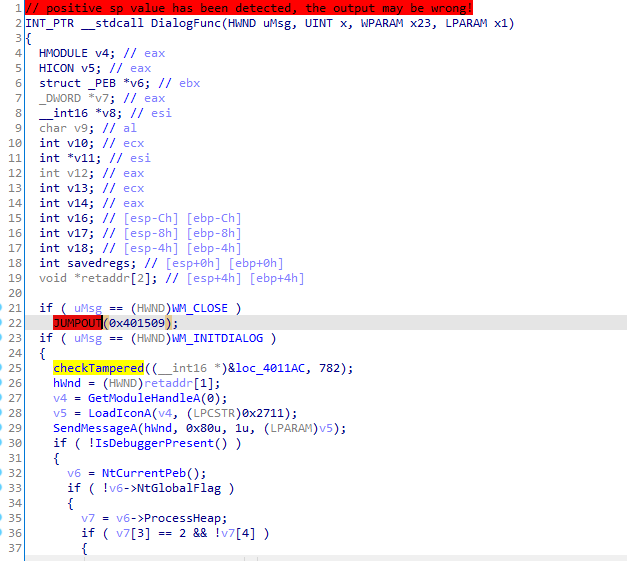 1 // positive sp value has been detected, the output may be wrong!
2 INT_PTR __stdcall DialogFunc(HWND uMsg, UINT x, WPARAM x23, LPARAM x1)
3 {
4 HMODULE v4; // eax
5 HICON v5; // eax
6 struct _PEB *v6; // ebx
7 _DWORD *v7; // eax
8 __int16 *v8; // esi
9 char v9; // al
10 int v10; // ecx
11 int *v11; // esi
12 int v12; // eax
13 int v13; // ecx
14 int v14; // eax
15 int v16; // [esp-Ch] [ebp-Ch]
16 int v17; // [esp-8h] [ebp-8h]
17 int v18; // [esp-4h] [ebp-4h]
18 int savedregs; // [esp+0h] [ebp+0h]
19 void *retaddr[2]; // [esp+4h] [ebp+4h]
20
21 if ( uMsg == (HWND)WM_CLOSE )
22 JUMPOUT(0x401509);
23 if ( uMsg == (HWND)WM_INITDIALOG )
24 {
25 checkTampered((__int16 *)&loc_4011AC, 782);
26 hWnd = (HWND)retaddr[1];
27 v4 = GetModuleHandleA(0);
28 v5 = LoadIconA(v4, (LPCSTR)0x2711);
29 SendMessageA(hWnd, 0x80u, 1u, (LPARAM)v5);
30 if ( !IsDebuggerPresent() )
31 {
32 v6 = NtCurrentPeb();
33 if ( !v6->NtGlobalFlag )
34 {
35 v7 = v6->ProcessHeap;
36 if ( v7[3] == 2 && !v7[4] )
37 {